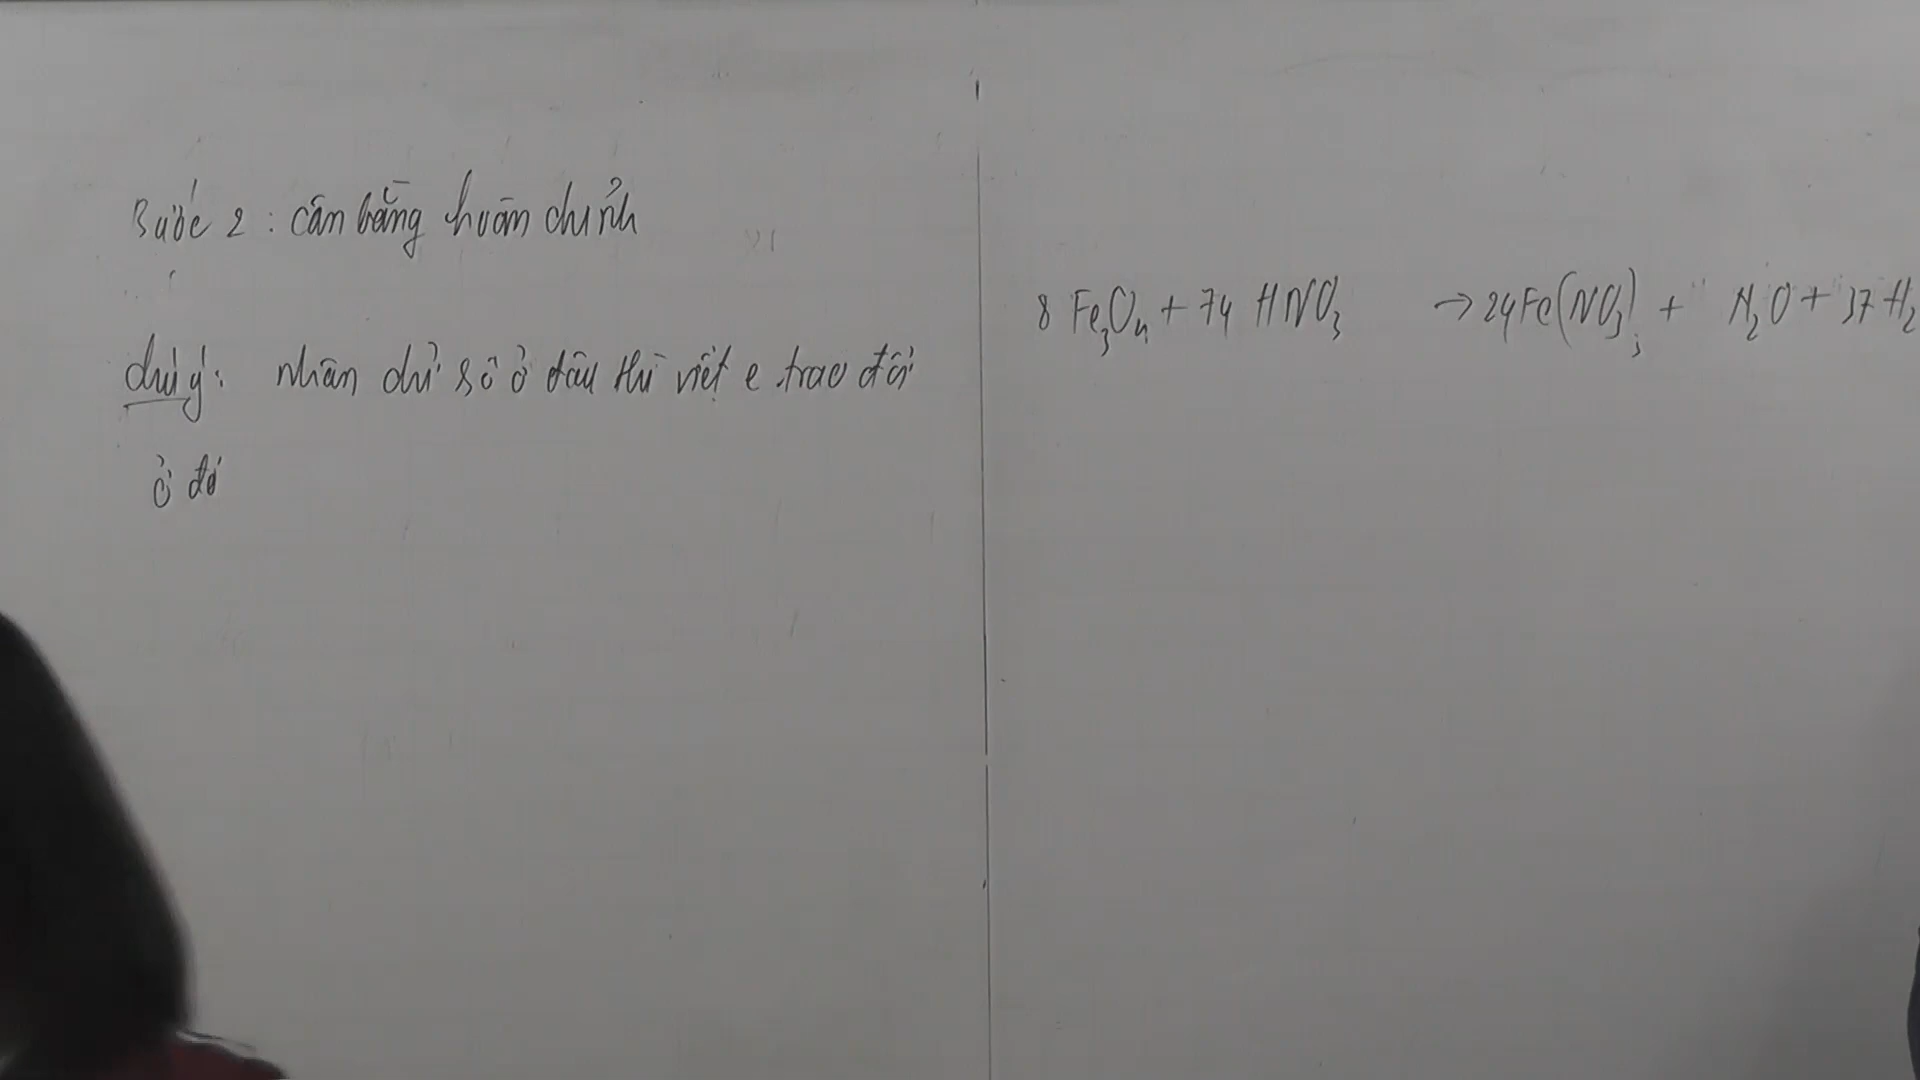 Bước 2: cân bằng hoàn chỉnh
chú ý: nhân chỉ số ở đâu thì viết e trao đổi
ở đó
8 Fe₃O₄ + 74 HNO₃ → 24Fe(NO₃)₃ + N₂O + 37 H₂